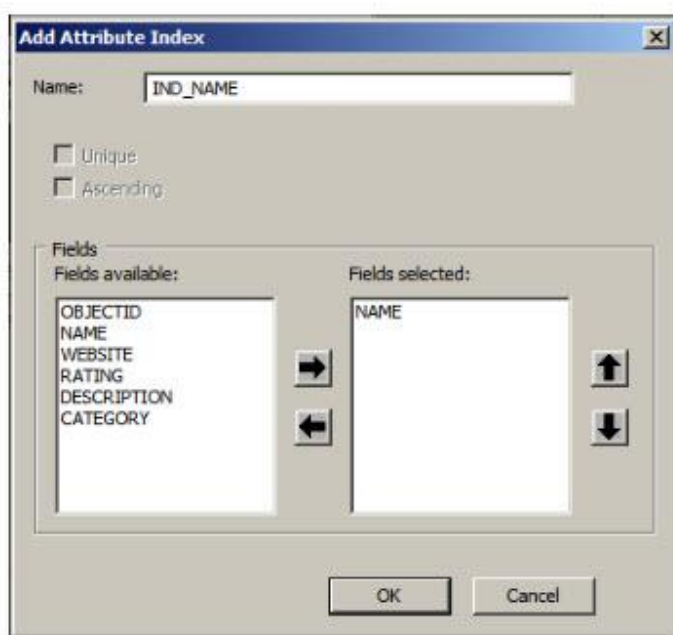 Add Attribute Index
Name: IND_NAME
Unique
Ascending
Fields
Fields available: Fields selected:
OBJECTID NAME
NAME
WEBSITE
RATING
DESCRIPTION
CATEGORY
OK Cancel